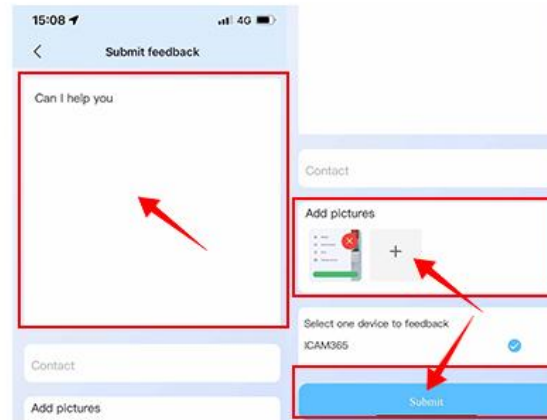 15:08
4G
Submit feedback
Can I help you
Contact
Add pictures
Contact
Add pictures
Select one device to feedback
ICAM365
Submit